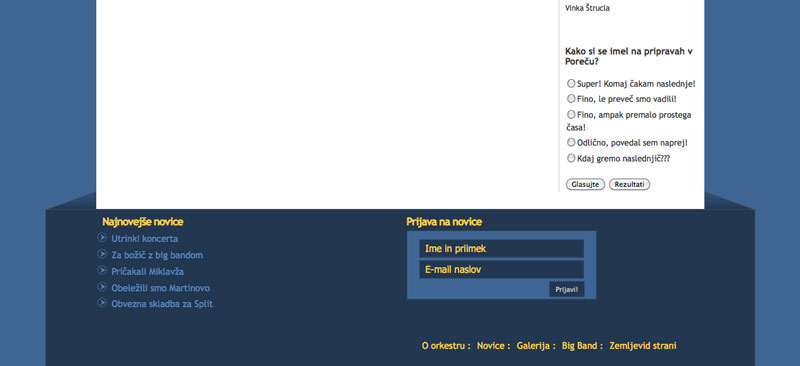 Vinka Štrucla
Kako si se imel na pripravah v
Poreču?
Super! Komaj čakam naslednje!
Fino, le preveč smo vadili!
Fino, ampak premalo prostega
časa!
Odlično, povedal sem naprej!
Kdaj gremo naslednjič???
Glasujte Rezultati
Najnovejše novice
Utrinki koncerta
Za božič z big bandom
Pričakali Miklavža
Obeležili smo Martinovo
Obvezna skladba za Split
Prijava na novice
Ime in priimek
E-mail naslov
Prijavi!
O orkestru : Novice : Galerija : Big Band : Zemljevid strani